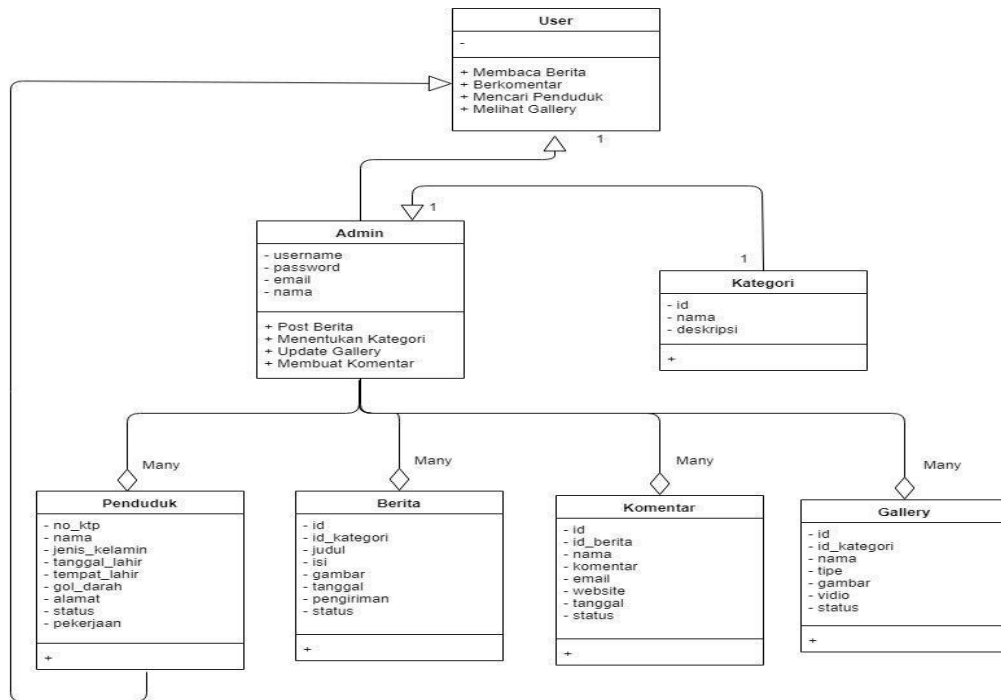 User
-
+ Membaca Berita
+ Berkomentar
+ Mencari Penduduk
+ Melihat Gallery
1
1
Admin
- username
- password
- email
- nama
+ Post Berita
+ Menentukan Kategori
+ Update Gallery
+ Membuat Komentar
1
Kategori
- id
- nama
- deskripsi
+
Many
Penduduk
- no_ktp
- nama
- jenis_kelamin
- tanggal_lahir
- tempat_lahir
- gol_darah
- alamat
- status
- pekerjaan
+
Many
Berita
- id
- id_kategori
- judul
- isi
- gambar
- tanggal
- pengiriman
- status
+
Many
Komentar
- id
- id_berita
- nama
- komentar
- email
- website
- tanggal
- status
+
Many
Gallery
- id
- id_kategori
- nama
- tipe
- gambar
- vidio
- status
+